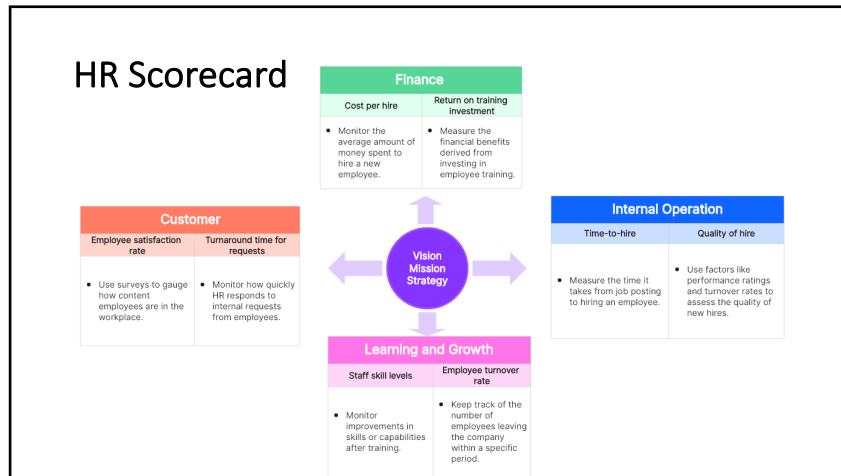 HR Scorecard
Finance
Cost per hire
Return on training
investment
• Monitor the
average amount of
money spent to
hire a new
employee.
• Measure the
financial benefits
derived from
investing in
employee training.
Customer
Employee satisfaction
rate
Turnaround time for
requests
• Use surveys to gauge
how content
employees are in the
workplace.
• Monitor how quickly
HR responds to
internal requests
from employees.
Vision
Mission
Strategy
Internal Operation
Time-to-hire
Quality of hire
• Measure the time it
takes from job posting
to hiring an employee.
• Use factors like
performance ratings
and turnover rates to
assess the quality of
new hires.
Learning and Growth
Staff skill levels
Employee turnover
rate
• Monitor
improvements in
skills or capabilities
after training.
• Keep track of the
number of
employees leaving
the company
within a specific
period.